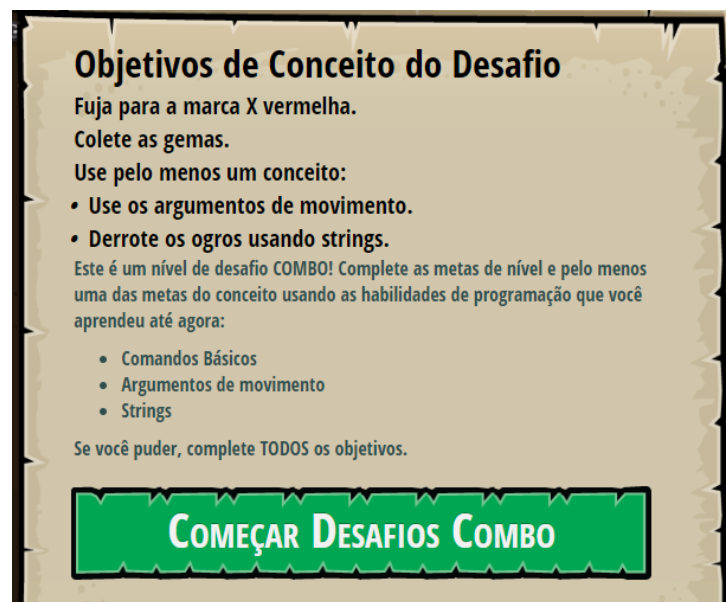 Objetivos de Conceito do Desafio
Fuja para a marca X vermelha.
Colete as gemas.
Use pelo menos um conceito:
• Use os argumentos de movimento.
• Derrote os ogros usando strings.
Este é um nível de desafio COMBO! Complete as metas de nível e pelo menos
uma das metas do conceito usando as habilidades de programação que você
aprendeu até agora:
• Comandos Básicos
• Argumentos de movimento
• Strings
Se você puder, complete TODOS os objetivos.
Começar Desafios Combo